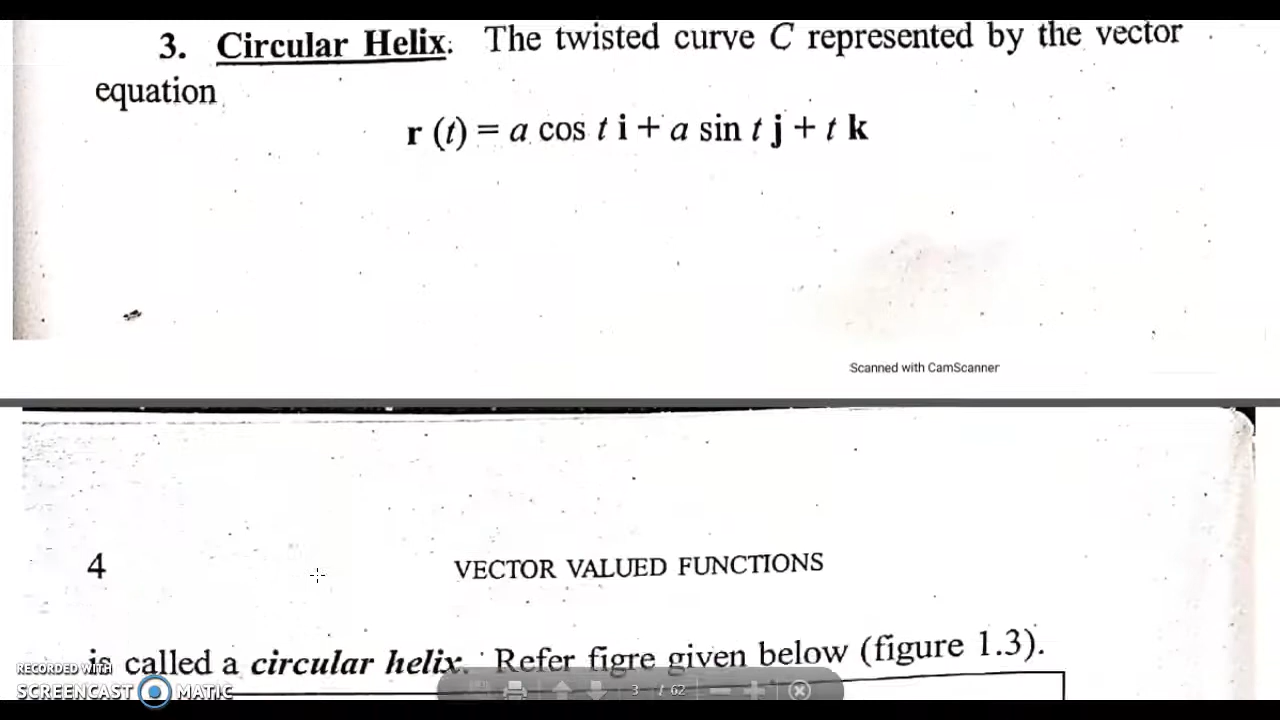 3. Circular Helix. The twisted curve C represented by the vector
equation
r (t) = a cos t i + a sin t j + t k
Scanned with CamScanner
4 VECTOR VALUED FUNCTIONS
is called a circular helix. Refer figre given below (figure 1.3).
RECORDED WITH
SCREENCAST MATIC
3 / 62